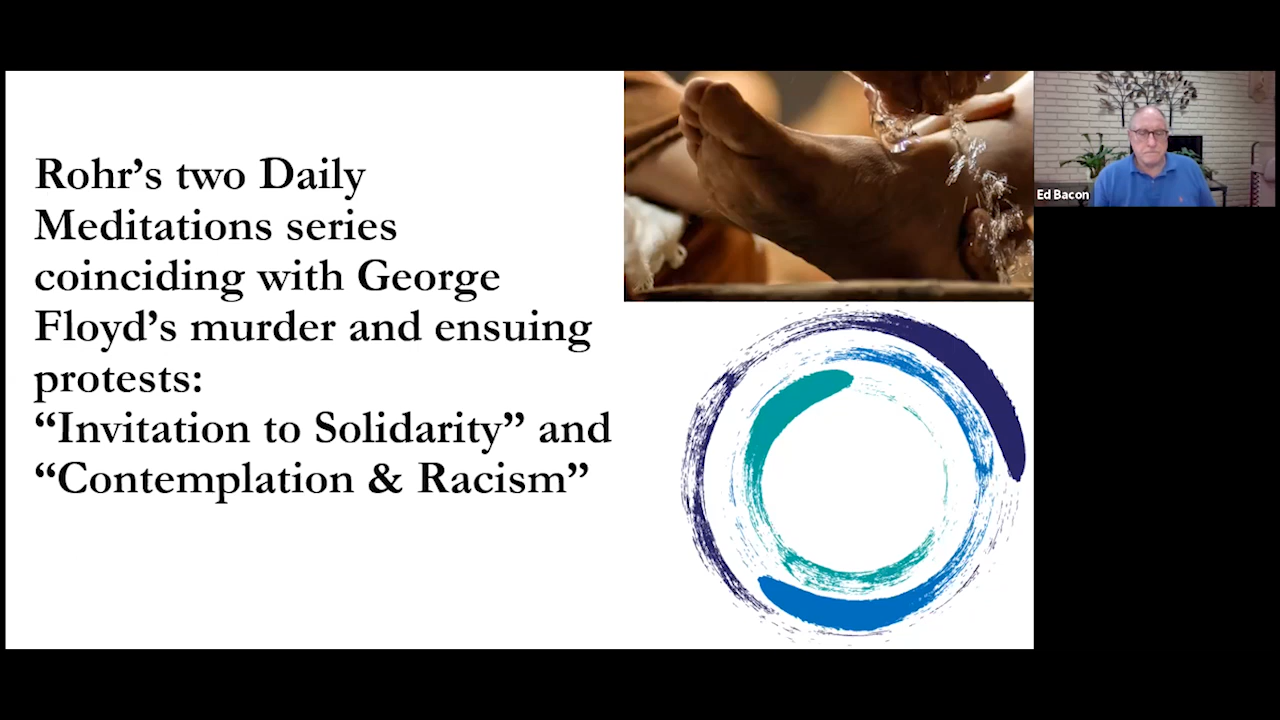 Rohr’s two Daily
Meditations series
coinciding with George
Floyd’s murder and ensuing
protests:
“Invitation to Solidarity” and
“Contemplation & Racism”
Ed Bacon